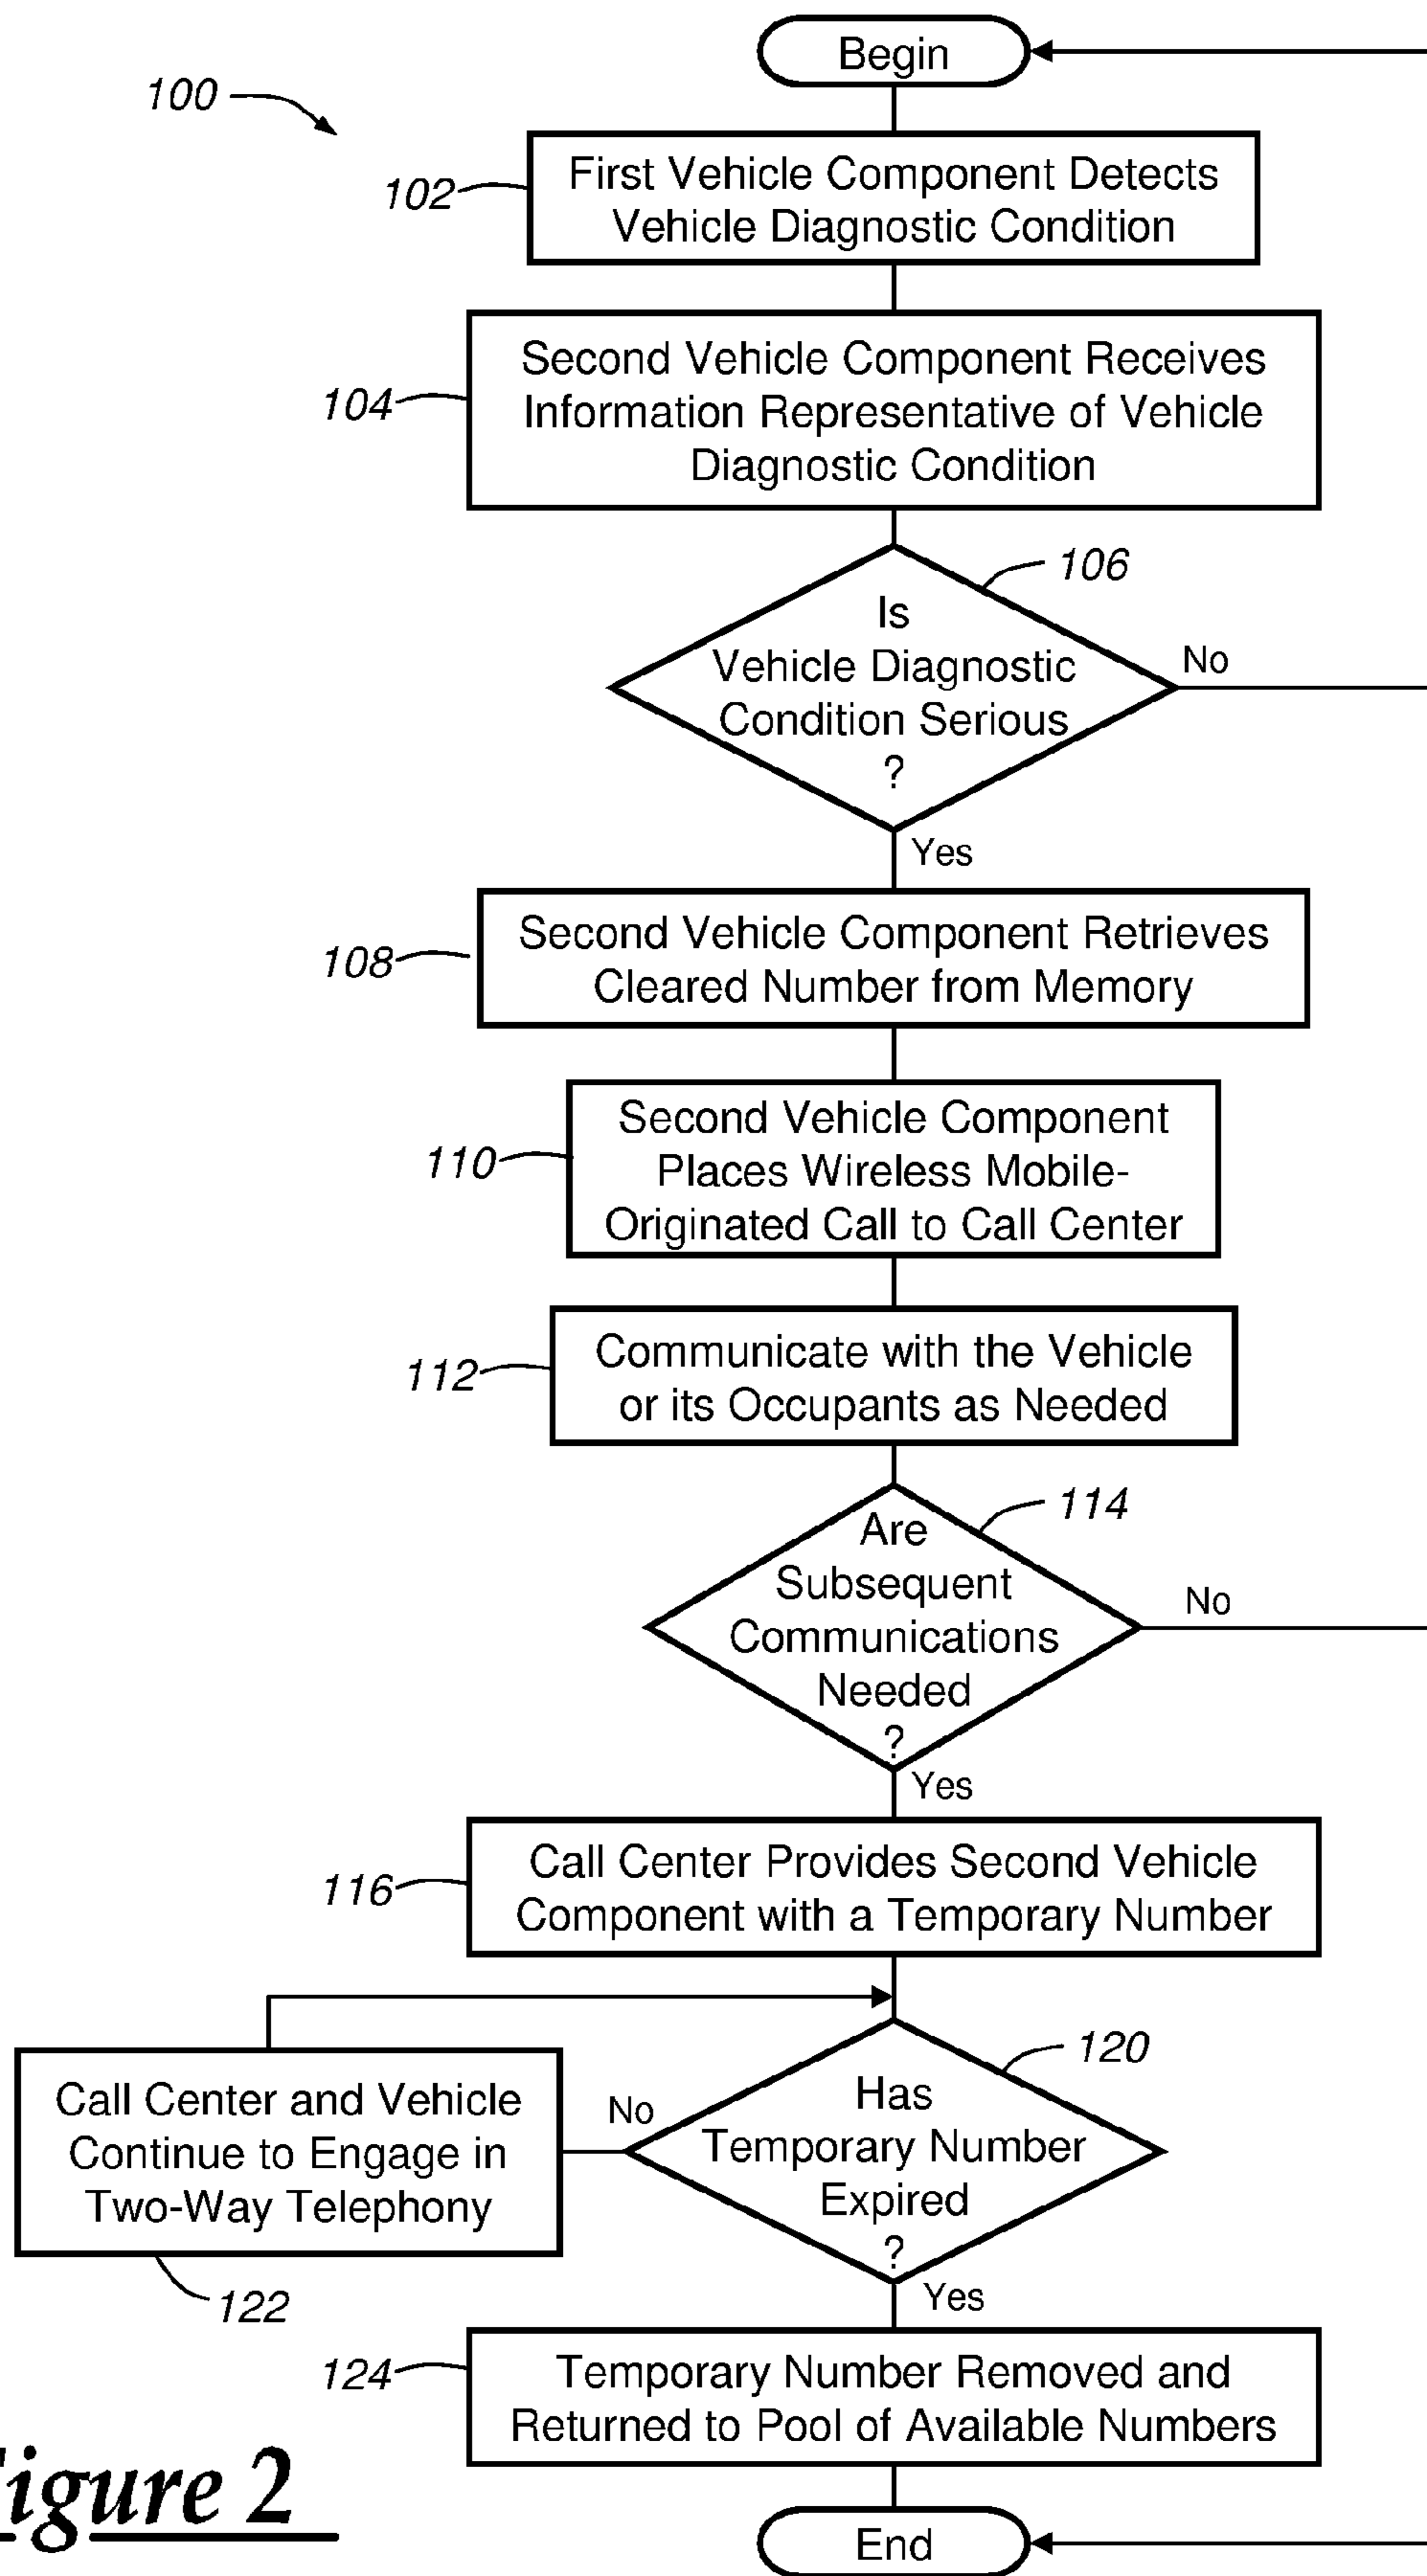 Begin
100
102
First Vehicle Component Detects
Vehicle Diagnostic Condition
104
Second Vehicle Component Receives
Information Representative of Vehicle
Diagnostic Condition
106
Is
Vehicle Diagnostic
Condition Serious
?
No
Yes
108
Second Vehicle Component Retrieves
Cleared Number from Memory
110
Second Vehicle Component
Places Wireless Mobile-
Originated Call to Call Center
112
Communicate with the Vehicle
or its Occupants as Needed
114
Are
Subsequent
Communications
Needed
?
No
Yes
116
Call Center Provides Second Vehicle
Component with a Temporary Number
120
Has
Temporary Number
Expired
?
No
Call Center and Vehicle
Continue to Engage in
Two-Way Telephony
122
Yes
124
Temporary Number Removed and
Returned to Pool of Available Numbers
igure 2
End